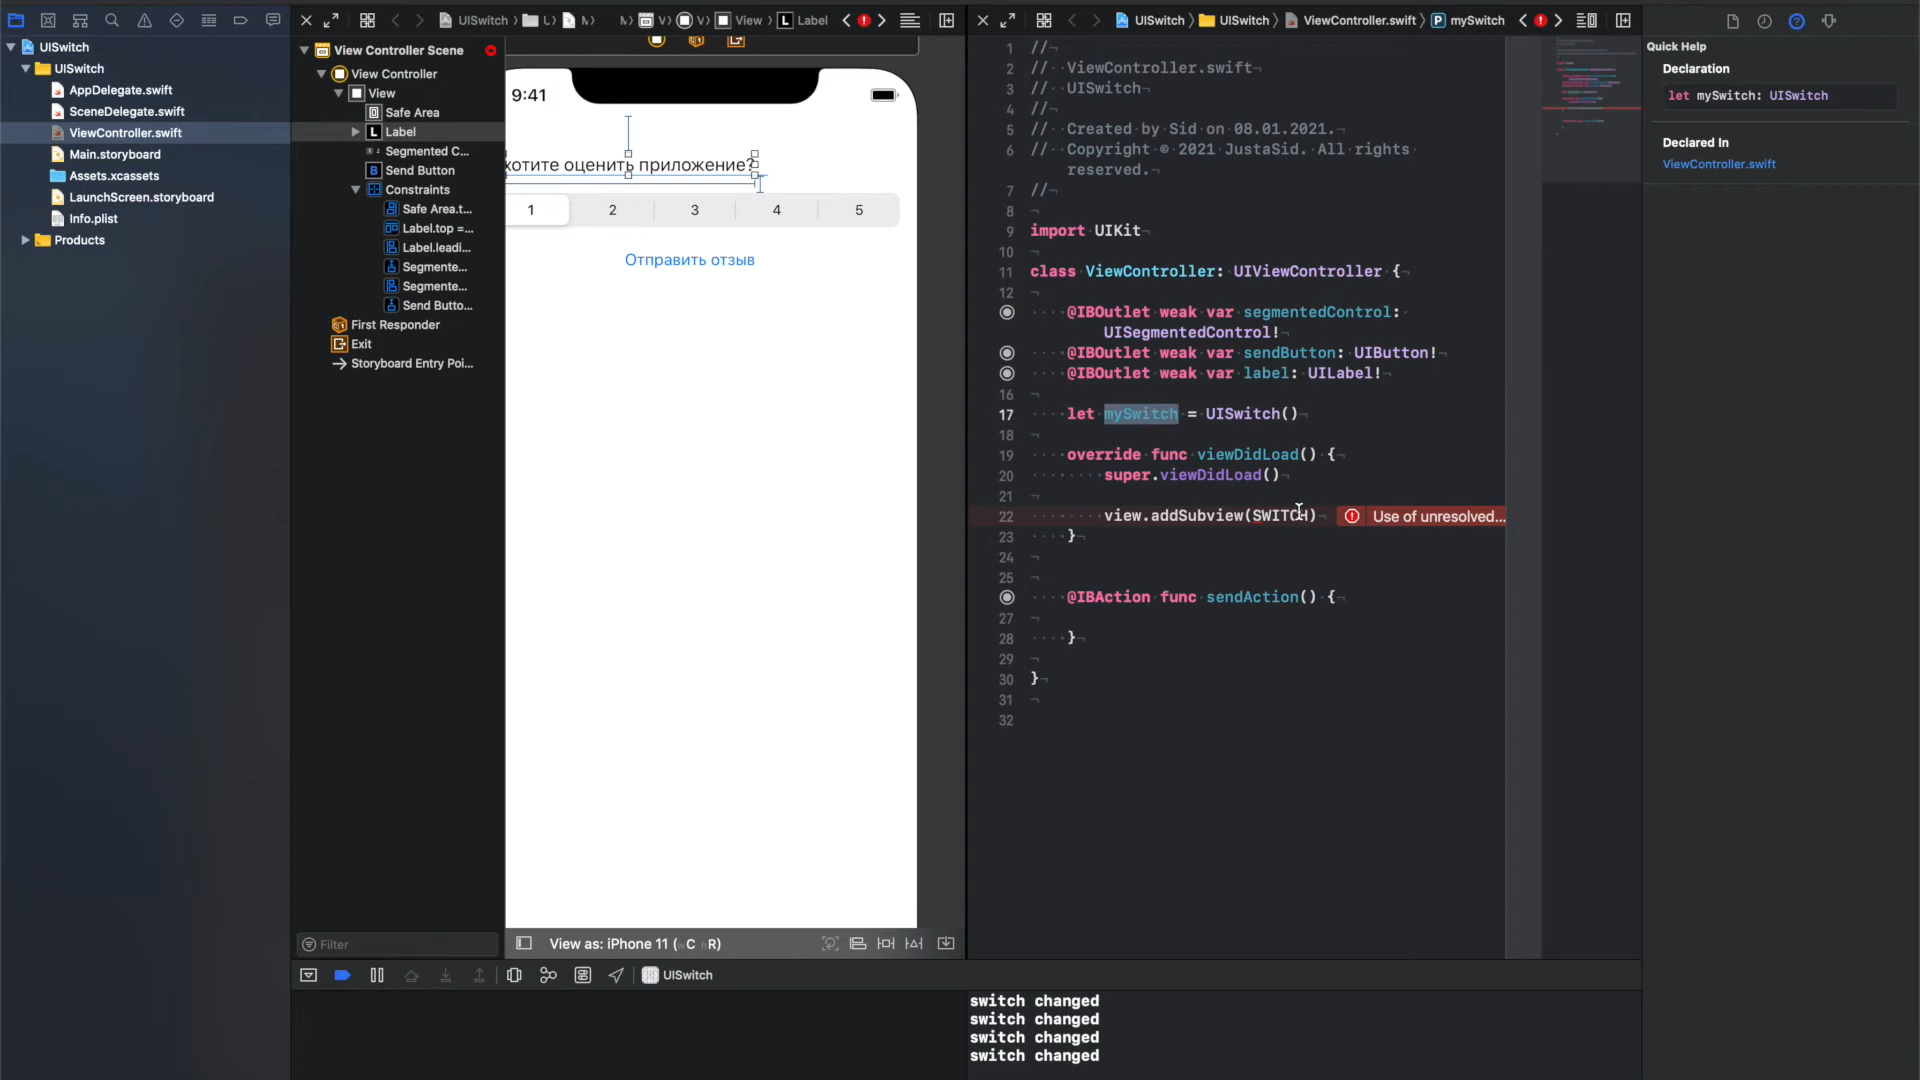 UISwitch
UISwitch
AppDelegate.swift
SceneDelegate.swift
ViewController.swift
Main.storyboard
Assets.xcassets
LaunchScreen.storyboard
Info.plist
Products
UISwitch
View
Label
View Controller Scene
View Controller
View
Safe Area
Label
Segmented C...
Send Button
Constraints
Safe Area.t...
Label.top =...
Label.leadi...
Segmente...
Segmente...
Send Butto...
First Responder
Exit
Storyboard Entry Poi...
Filter
9:41
хотите оценить приложение?
1 2 3 4 5
Отправить отзыв
View as: iPhone 11 (wC hR)
UISwitch UISwitch ViewController.swift P mySwitch
1 //
2 // ViewController.swift
3 // UISwitch
4 //
5 // Created by Sid on 08.01.2021.
6 // Copyright © 2021 JustaSid. All rights
reserved.
7 //
8
9 import UIKit
10
11 class ViewController: UIViewController {
12
@IBOutlet weak var segmentedControl:
UISegmentedControl!
@IBOutlet weak var sendButton: UIButton!
@IBOutlet weak var label: UILabel!
16
17 let mySwitch = UISwitch()
18
19 override func viewDidLoad() {
20 super.viewDidLoad()
21
22 view.addSubview(SWITCH) Use of unresolved...
23 }
24
25
@IBAction func sendAction() {
27
28 }
29
30 }
31
32
Quick Help
Declaration
let mySwitch: UISwitch
Declared In
ViewController.swift
UISwitch
switch changed
switch changed
switch changed
switch changed